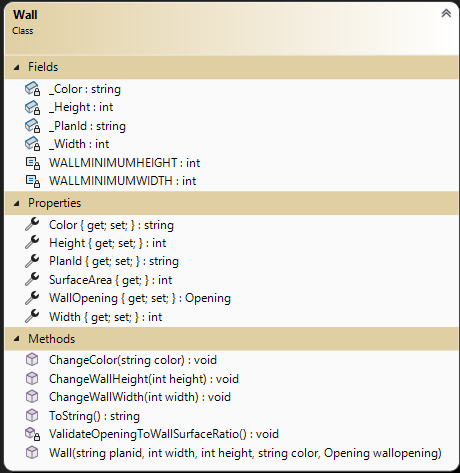 Wall
Class
Fields
_Color : string
_Height : int
_PlanId : string
_Width : int
WALLMINIMUMHEIGHT : int
WALLMINIMUMWIDTH : int
Properties
Color { get; set; } : string
Height { get; set; } : int
PlanId { get; set; } : string
SurfaceArea { get; } : int
WallOpening { get; set; } : Opening
Width { get; set; } : int
Methods
ChangeColor(string color) : void
ChangeWallHeight(int height) : void
ChangeWallWidth(int width) : void
ToString() : string
ValidateOpeningToWallSurfaceRatio() : void
Wall(string planid, int width, int height, string color, Opening wallopening)